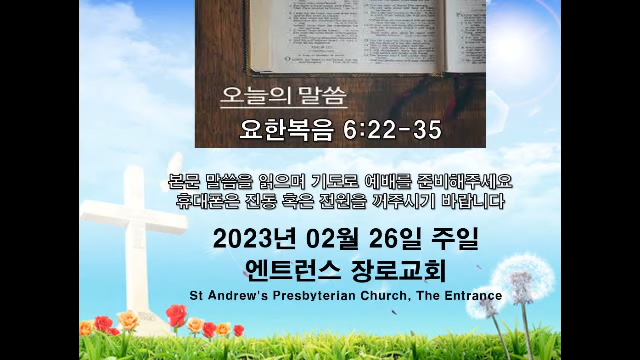 오늘의 말씀
요한복음 6:22-35
본문 말씀을 읽으며 기도로 예배를 준비해주세요
휴대폰은 진동 혹은 전원을 꺼주시기 바랍니다
2023년 02월 26일 주일
엔트런스 장로교회
St Andrew's Presbyterian Church, The Entrance